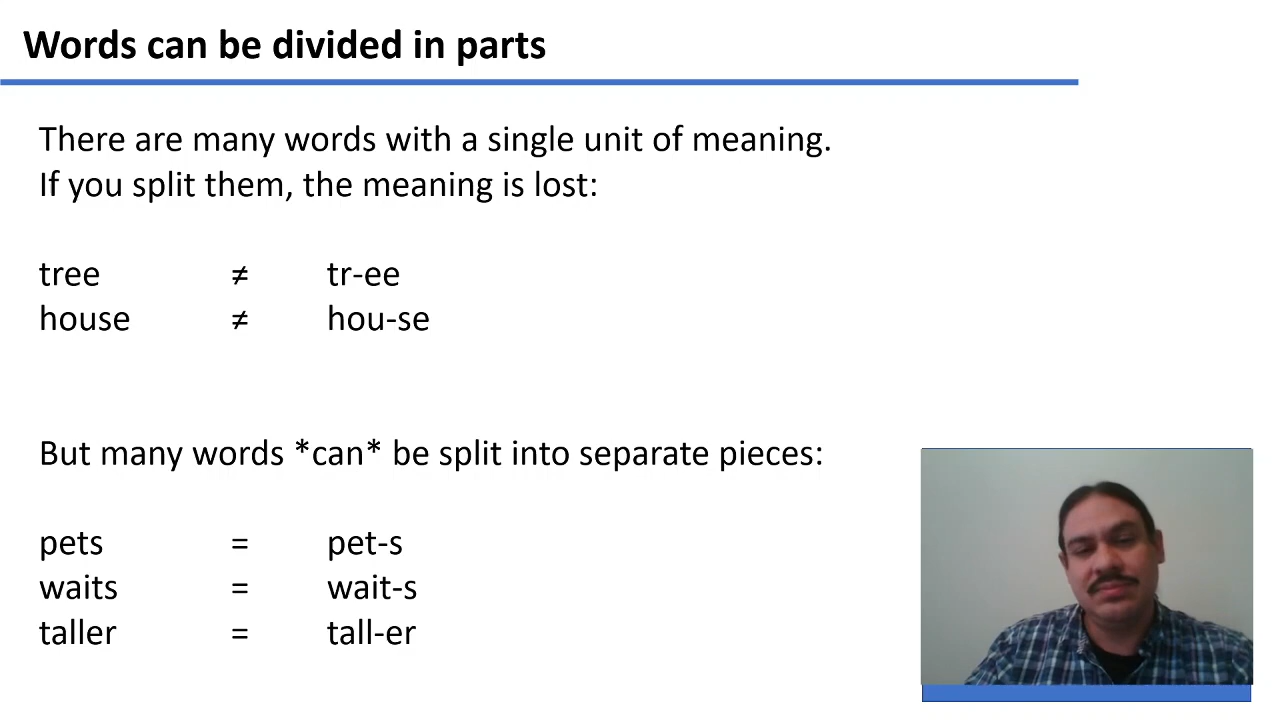 Words can be divided in parts
There are many words with a single unit of meaning.
If you split them, the meaning is lost:
tree ≠ tr-ee
house ≠ hou-se
But many words *can* be split into separate pieces:
pets = pet-s
waits = wait-s
taller = tall-er